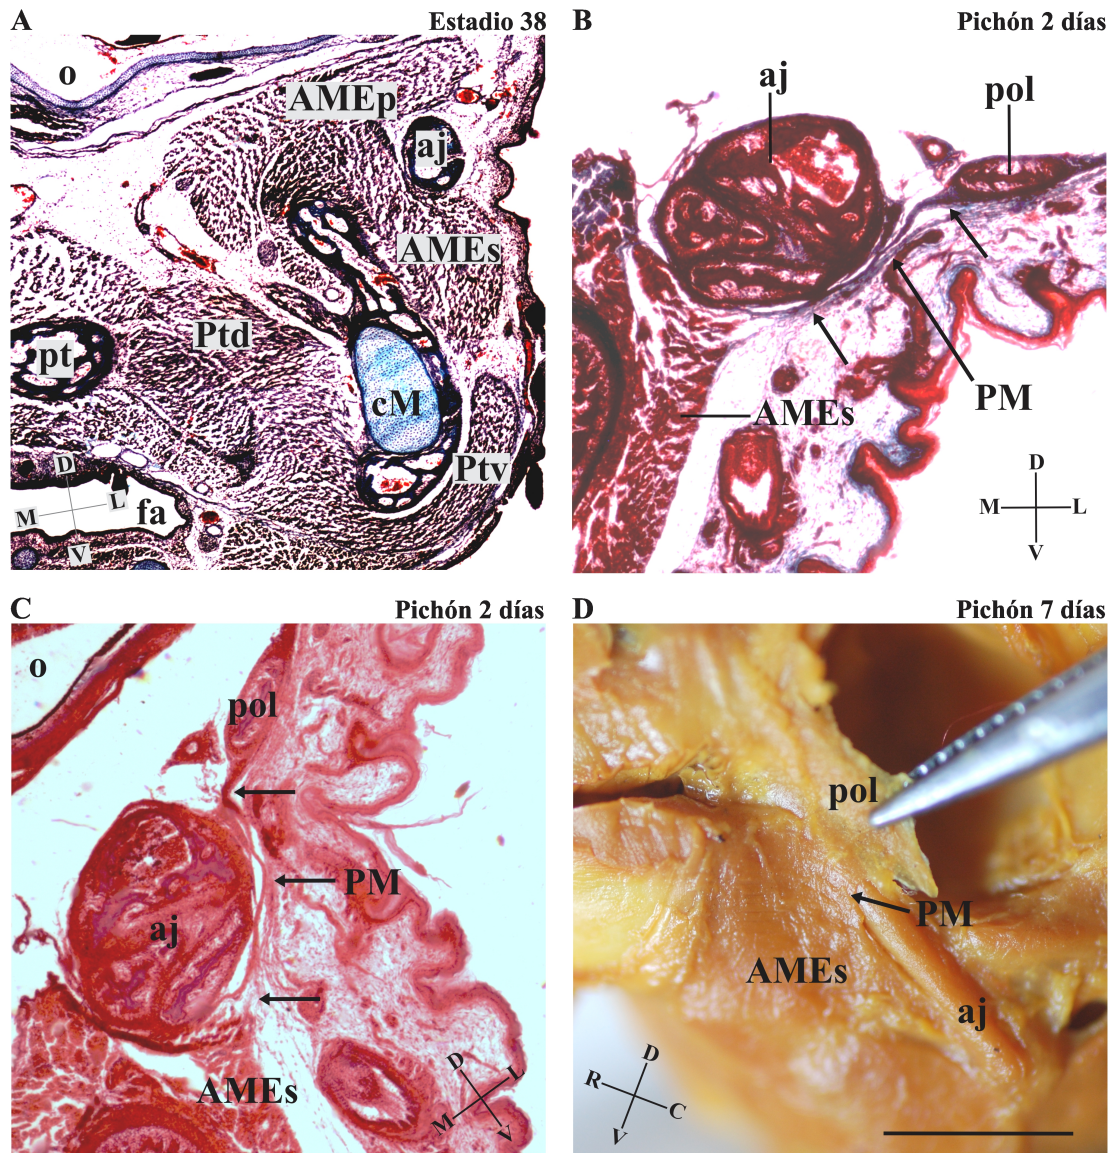 A
Estadio 38
o
AMEp
aj
AMEs
Ptd
pt
cM
Ptv
D
M
L
V
fa
B
Pichón 2 días
aj
pol
PM
AMEs
D
M
L
V
C
Pichón 2 días
o
pol
PM
aj
AMEs
D
L
M
V
D
Pichón 7 días
pol
PM
AMEs
aj
D
R
C
V